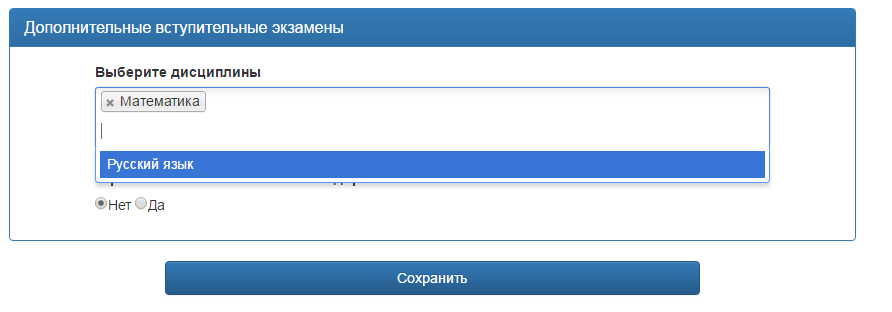 Дополнительные вступительные экзамены
Выберите дисциплины
Математика
Русский язык
Нет Да
Сохранить